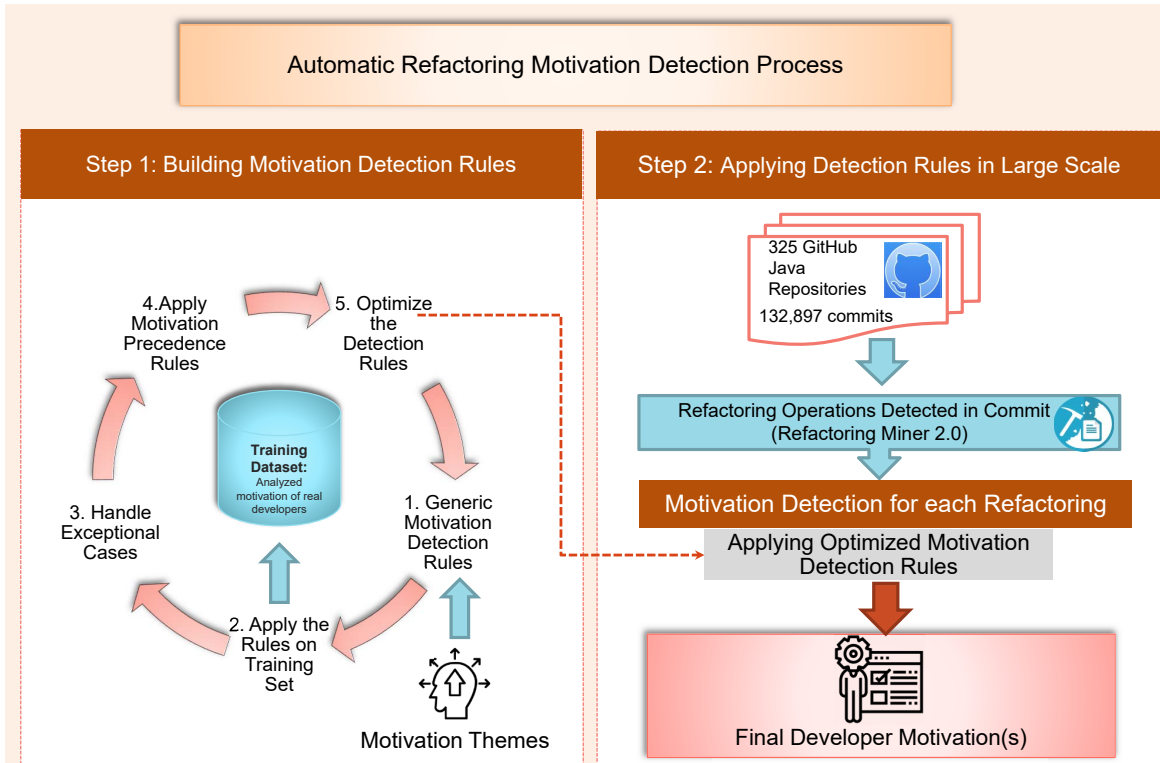 Automatic Refactoring Motivation Detection Process
Step 1: Building Motivation Detection Rules
4.Apply
Motivation
Precedence
Rules
5. Optimize
the
Detection
Rules
Training
Dataset:
Analyzed
motivation of real
developers
3. Handle
Exceptional
Cases
1. Generic
Motivation
Detection
Rules
2. Apply the
Rules on
Training
Set
Motivation Themes
Step 2: Applying Detection Rules in Large Scale
325 GitHub
Java
Repositories
132,897 commits
Refactoring Operations Detected in Commit
(Refactoring Miner 2.0)
Motivation Detection for each Refactoring
Applying Optimized Motivation
Detection Rules
Final Developer Motivation(s)